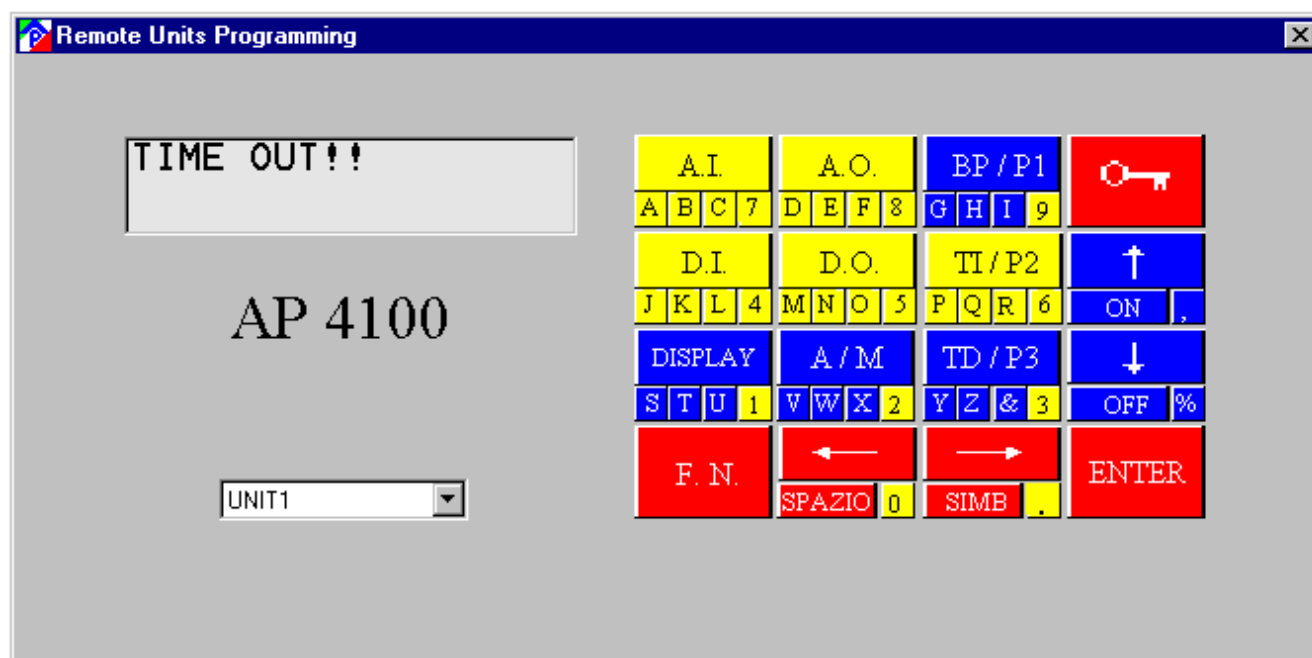 Remote Units Programming
TIME OUT!!
AP 4100
UNIT1
A.I. A.O. BP / P1
A B C 7 D E F 8 G H I 9
D.I. D.O. TI / P2
J K L 4 M N O 5 P Q R 6 ON ,
DISPLAY A / M TD / P3
S T U 1 V W X 2 Y Z & 3 OFF %
F. N. ENTER
SPAZIO 0 SIMB .